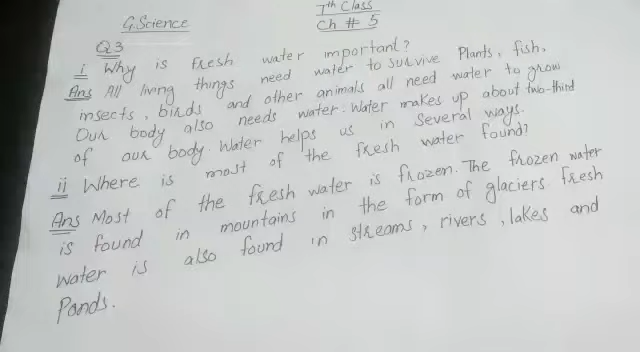 7th Class
G.Science Ch # 5
Q3
i Why is fresh water important?
Ans All living things need water to survive Plants, fish,
insects, birds and other animals all need water to grow
Our body also needs water. Water makes up about two-third
of our body. Water helps us in several ways.
ii Where is most of the fresh water found?
Ans Most of the fresh water is frozen. The frozen water
is found in mountains in the form of glaciers fresh
water is also found in streams, rivers, lakes and
Ponds.